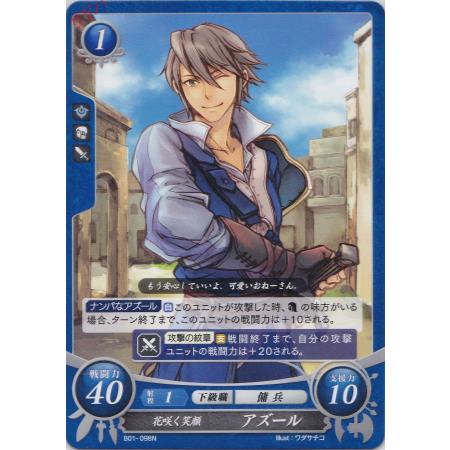 1
もう安心していいよ、可愛いおねーさん。
ナンパなアズール 自 このユニットが攻撃した時、 の味方がいる
場合、ターン終了まで、このユニットの戦闘力は+10される。
攻撃の紋章 支 戦闘終了まで、自分の攻撃
ユニットの戦闘力は+20される。
戦闘力
40
射程 1 下級職 傭兵
支援力
10
花咲く笑顔 アズール
B01-096N Illust:ワダサチコ